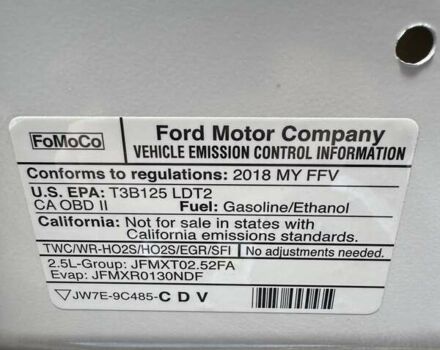 FoMoCo
Ford Motor Company
VEHICLE EMISSION CONTROL INFORMATION
Conforms to regulations: 2018 MY FFV
U.S. EPA: T3B125 LDT2
CA OBD II Fuel: Gasoline/Ethanol
California: Not for sale in states with
California emissions standards.
TWC/WR-HO2S/HO2S/EGR/SFI No adjustments needed.
2.5L-Group: JFMXT02.52FA
Evap: JFMXR0130NDF
JW7E-9C485-C D V